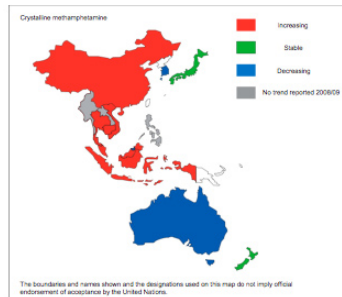 Crystalline methamphetamine
Increasing
Stable
Decreasing
No trend reported 2008/09
The boundaries and names shown and the designations used on this map do not imply official
endorsement of acceptance by the United Nations.